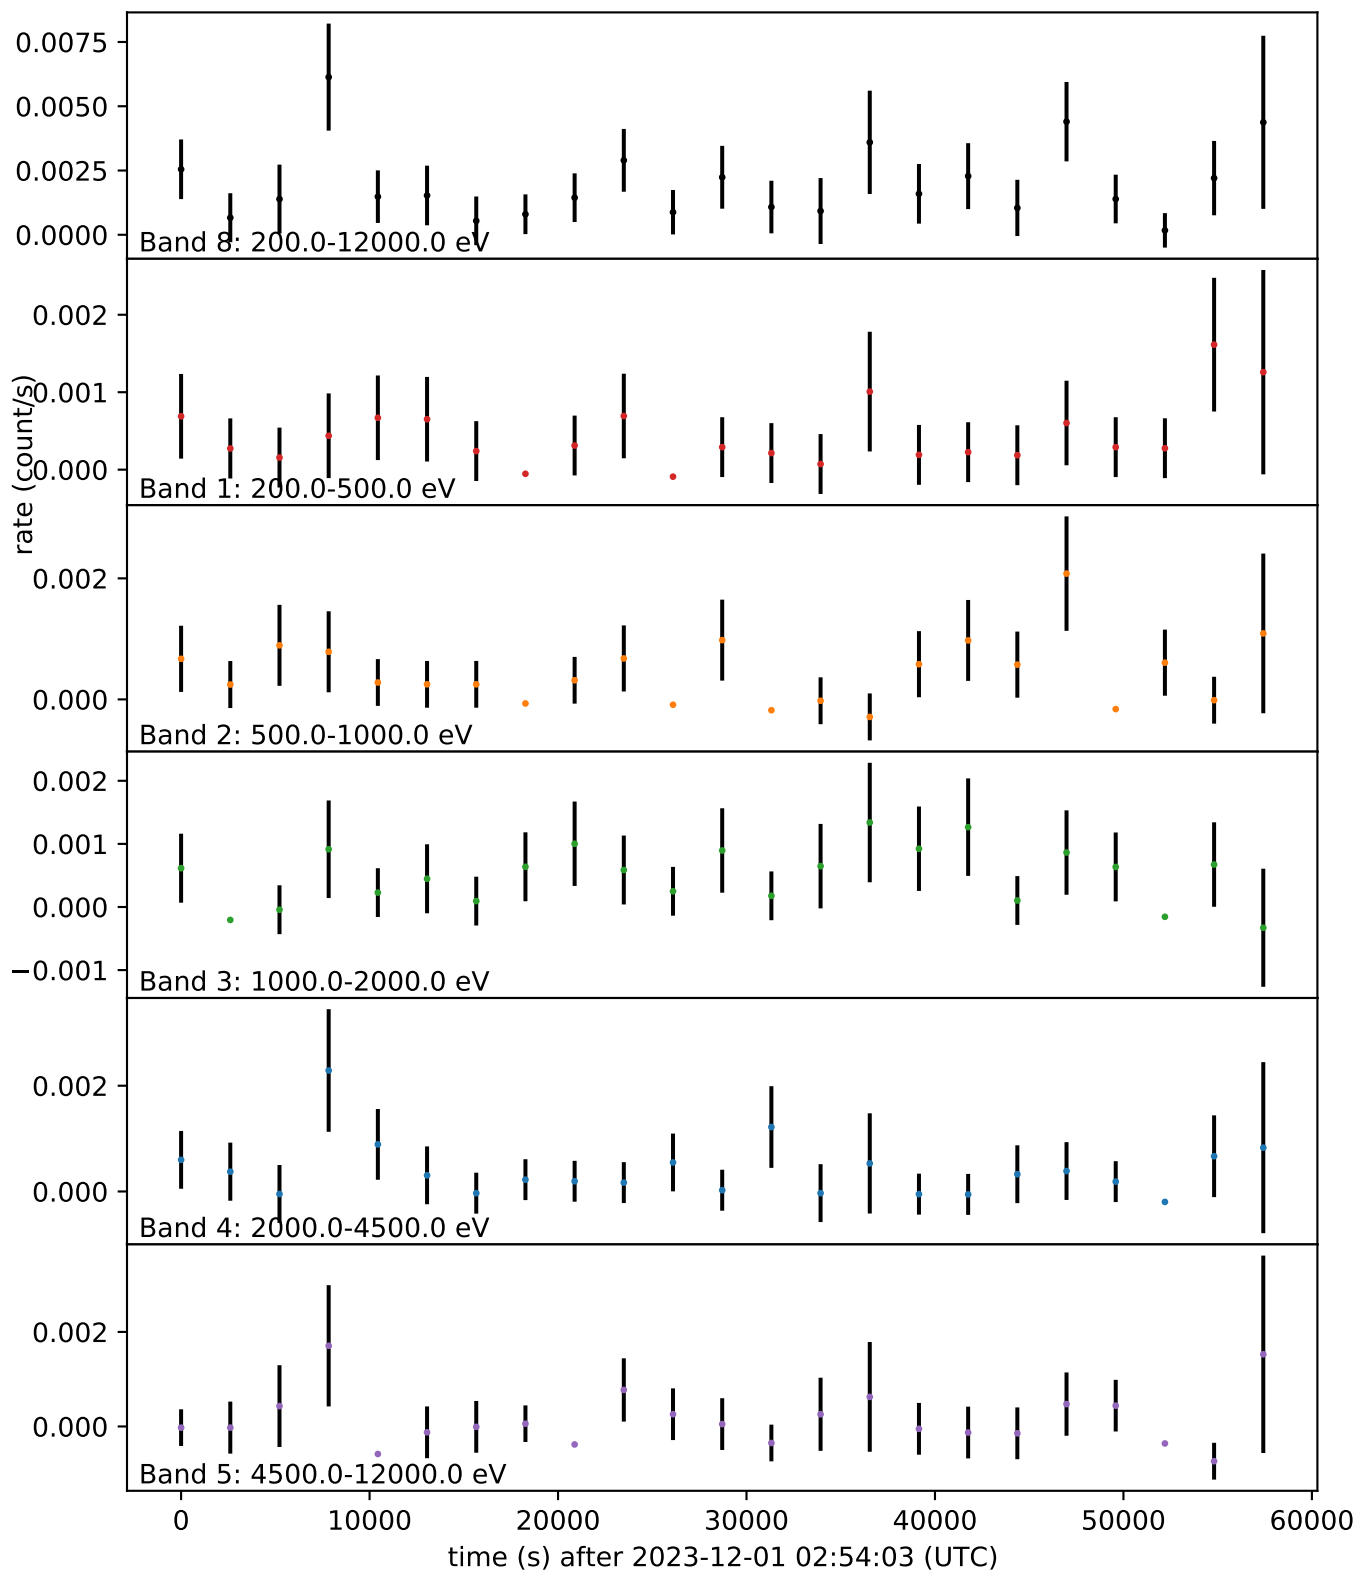 0.0075
0.0050
0.0025
0.0000
Band 8: 200.0-12000.0 eV
0.002
0.001
0.000
Band 1: 200.0-500.0 eV
rate (count/s)
0.002
0.000
Band 2: 500.0-1000.0 eV
0.002
0.001
0.000
−0.001
Band 3: 1000.0-2000.0 eV
0.002
0.000
Band 4: 2000.0-4500.0 eV
0.002
0.000
Band 5: 4500.0-12000.0 eV
0 10000 20000 30000 40000 50000 60000
time (s) after 2023-12-01 02:54:03 (UTC)